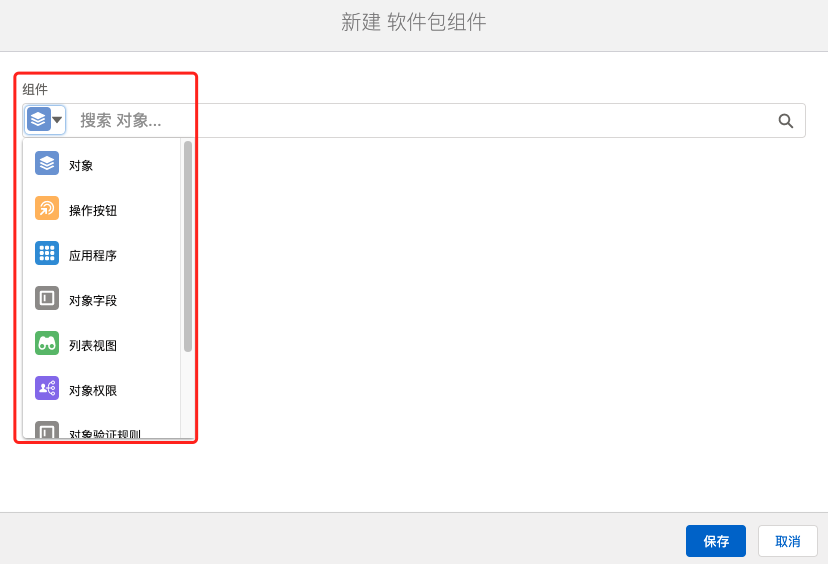 新建 软件包组件
组件
搜索 对象...
对象
操作按钮
应用程序
对象字段
列表视图
对象权限
对象验证规则
保存
取消